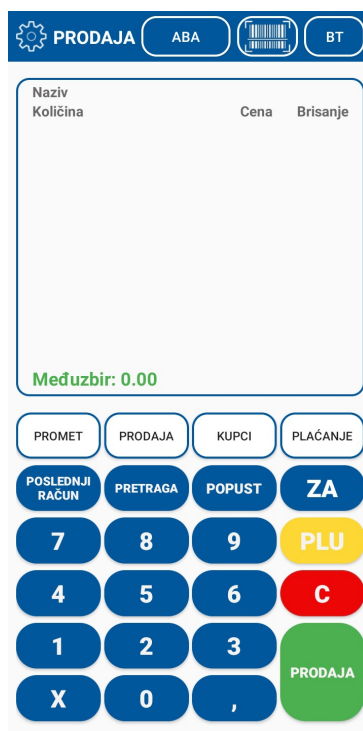 PRODAJA ABA BT
Naziv
Količina Cena Brisanje
Međuzbir: 0.00
PROMET PRODAJA KUPCI PLAĆANJE
POSLEDNJI
RAČUN PRETRAGA POPUST ZA
7 8 9 PLU
4 5 6 C
1 2 3
PRODAJA
X 0 ,